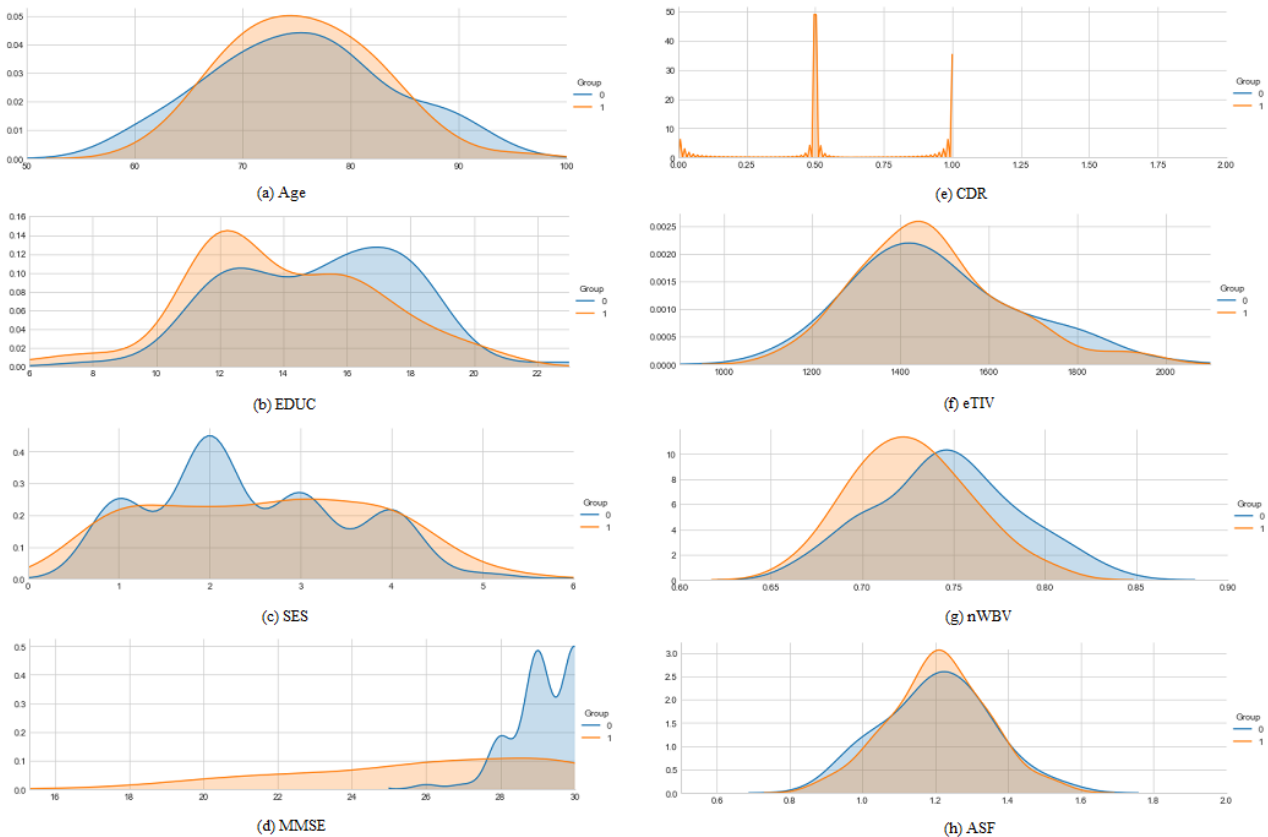 0.05
0.04
0.03
0.02
0.01
0.00
50 60 70 80 90 100
Group
0
1
(a) Age
0.16
0.14
0.12
0.10
0.08
0.06
0.04
0.02
0.00
6 8 10 12 14 16 18 20 22
Group
0
1
(b) EDUC
0.4
0.3
0.2
0.1
0.0
0 1 2 3 4 5 6
Group
0
1
(c) SES
0.5
0.4
0.3
0.2
0.1
0.0
16 18 20 22 24 26 28 30
Group
0
1
(d) MMSE
50
40
30
20
10
0
0.00 0.25 0.50 0.75 1.00 1.25 1.50 1.75 2.00
Group
0
1
(e) CDR
0.0025
0.0020
0.0015
0.0010
0.0005
0.0000
1000 1200 1400 1600 1800 2000
Group
0
1
(f) eTIV
10
8
6
4
2
0
0.60 0.65 0.70 0.75 0.80 0.85 0.90
Group
0
1
(g) nWBV
3.0
2.5
2.0
1.5
1.0
0.5
0.0
0.6 0.8 1.0 1.2 1.4 1.6 1.8 2.0
Group
0
1
(h) ASF